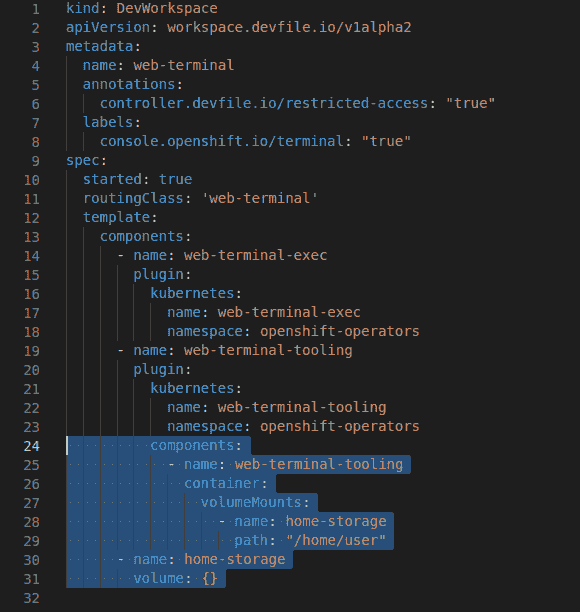 1 kind: DevWorkspace
2 apiVersion: workspace.devfile.io/v1alpha2
3 metadata:
4   name: web-terminal
5   annotations:
6     controller.devfile.io/restricted-access: "true"
7   labels:
8     console.openshift.io/terminal: "true"
9 spec:
10   started: true
11   routingClass: 'web-terminal'
12   template:
13     components:
14       - name: web-terminal-exec
15         plugin:
16           kubernetes:
17             name: web-terminal-exec
18             namespace: openshift-operators
19       - name: web-terminal-tooling
20         plugin:
21           kubernetes:
22             name: web-terminal-tooling
23             namespace: openshift-operators
24           components:
25             - name: web-terminal-tooling
26               container:
27                 volumeMounts:
28                   - name: home-storage
29                     path: "/home/user"
30       - name: home-storage
31         volume: {}
32